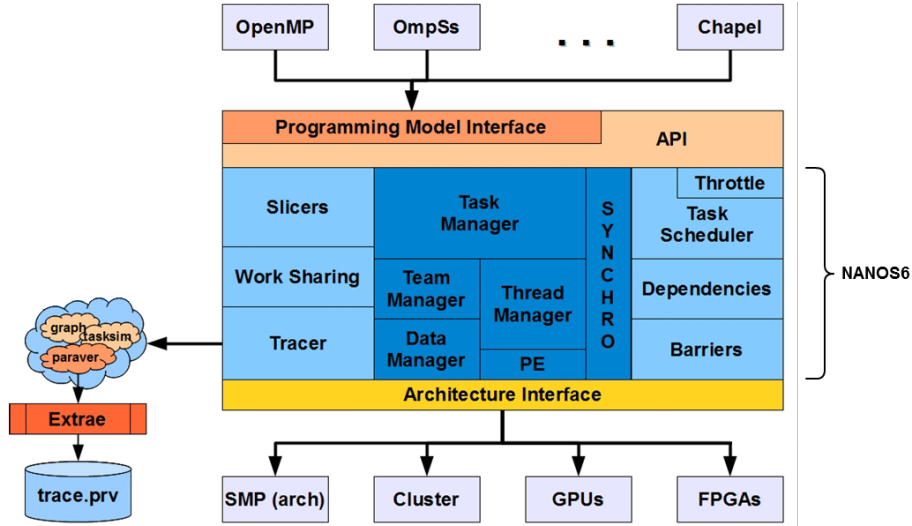 OpenMP
OmpSs
. . .
Chapel
Programming Model Interface
API
Slicers
Work Sharing
Tracer
Task
Manager
Team
Manager
Data
Manager
Thread
Manager
PE
S
Y
N
C
H
R
O
Throttle
Task
Scheduler
Dependencies
Barriers
NANOS6
graph
tasksim
paraver
Extrae
trace.prv
Architecture Interface
SMP (arch)
Cluster
GPUs
FPGAs